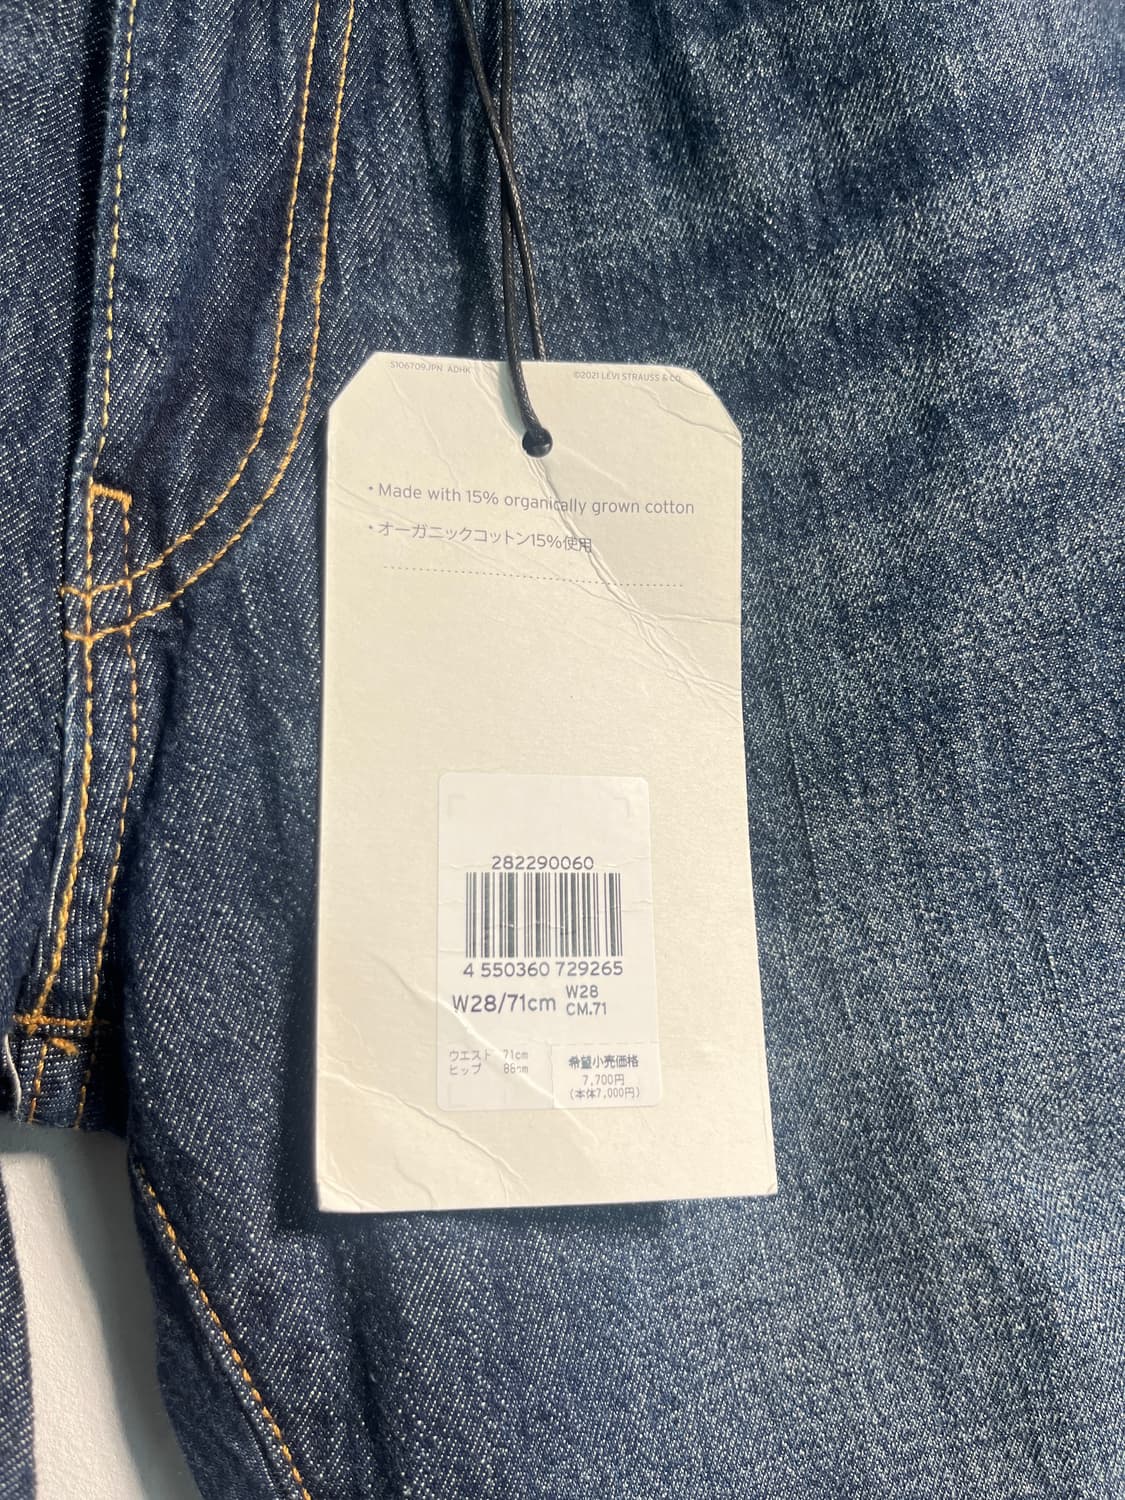 S106709JPN ADHK
©2021 LEVI STRAUSS & CO.
• Made with 15% organically grown cotton
• オーガニックコットン15%使用
282290060
4 550360 729265
W28/71cm
W28
CM.71
ウエスト 71cm
ヒップ 88cm
希望小売価格
7,700円
(本体7,000円)